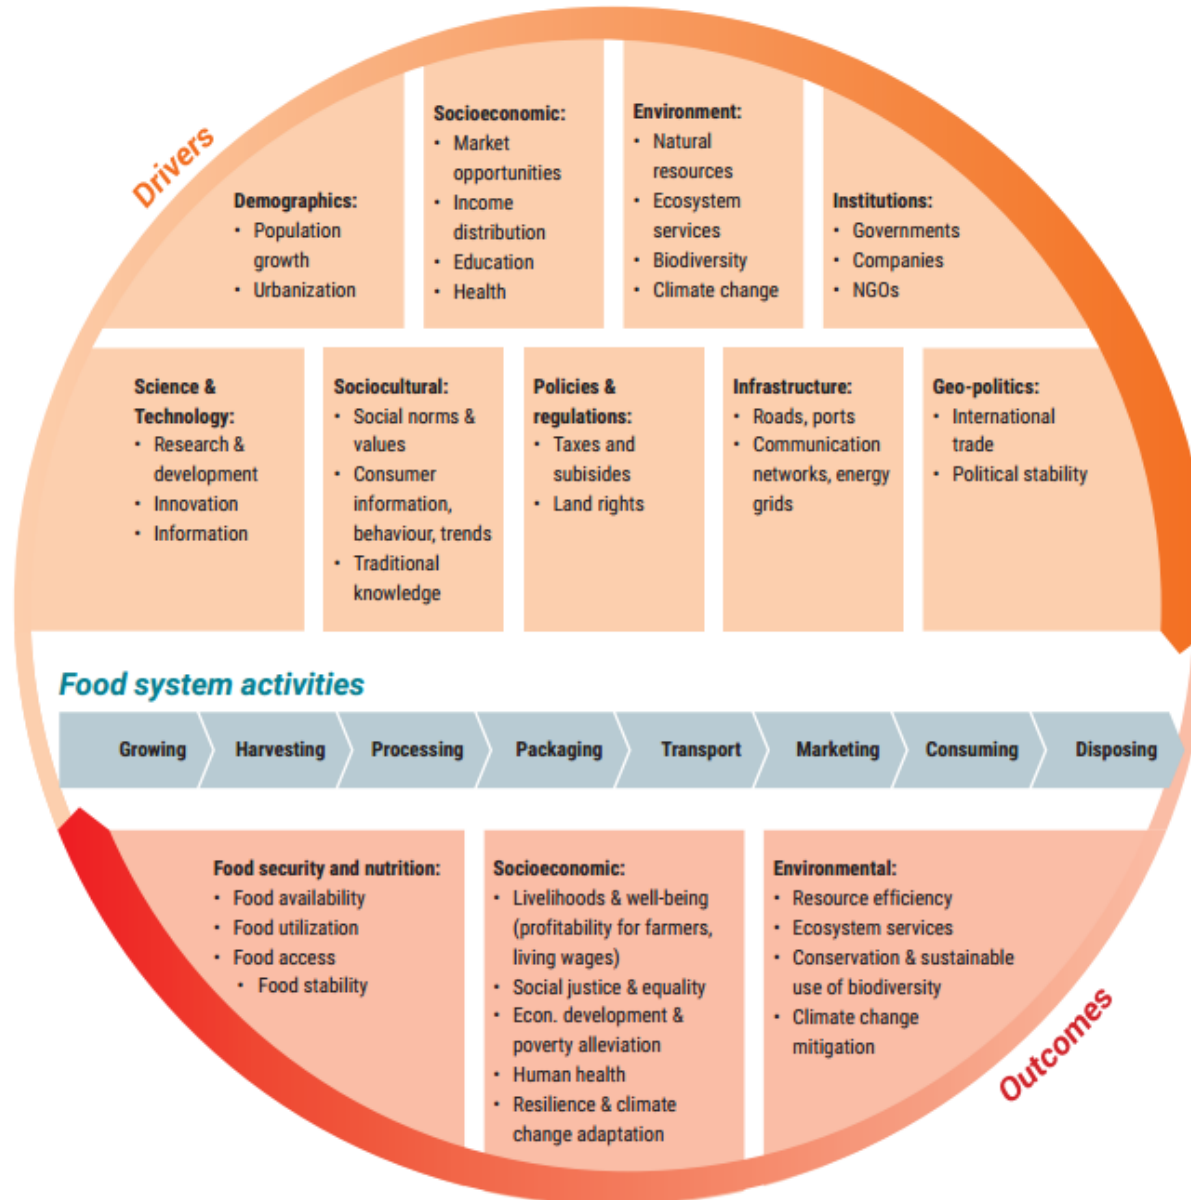 Drivers
Demographics:
• Population
growth
• Urbanization
Socioeconomic:
• Market
opportunities
• Income
distribution
• Education
• Health
Environment:
• Natural
resources
• Ecosystem
services
• Biodiversity
• Climate change
Institutions:
• Governments
• Companies
• NGOs
Science &
Technology:
• Research &
development
• Innovation
• Information
Sociocultural:
• Social norms &
values
• Consumer
information,
behaviour, trends
• Traditional
knowledge
Policies &
regulations:
• Taxes and
subisides
• Land rights
Infrastructure:
• Roads, ports
• Communication
networks, energy
grids
Geo-politics:
• International
trade
• Political stability
Food system activities
Growing
Harvesting
Processing
Packaging
Transport
Marketing
Consuming
Disposing
Food security and nutrition:
• Food availability
• Food utilization
• Food access
• Food stability
Socioeconomic:
• Livelihoods & well-being
(profitability for farmers,
living wages)
• Social justice & equality
• Econ. development &
poverty alleviation
• Human health
• Resilience & climate
change adaptation
Environmental:
• Resource efficiency
• Ecosystem services
• Conservation & sustainable
use of biodiversity
• Climate change
mitigation
Outcomes